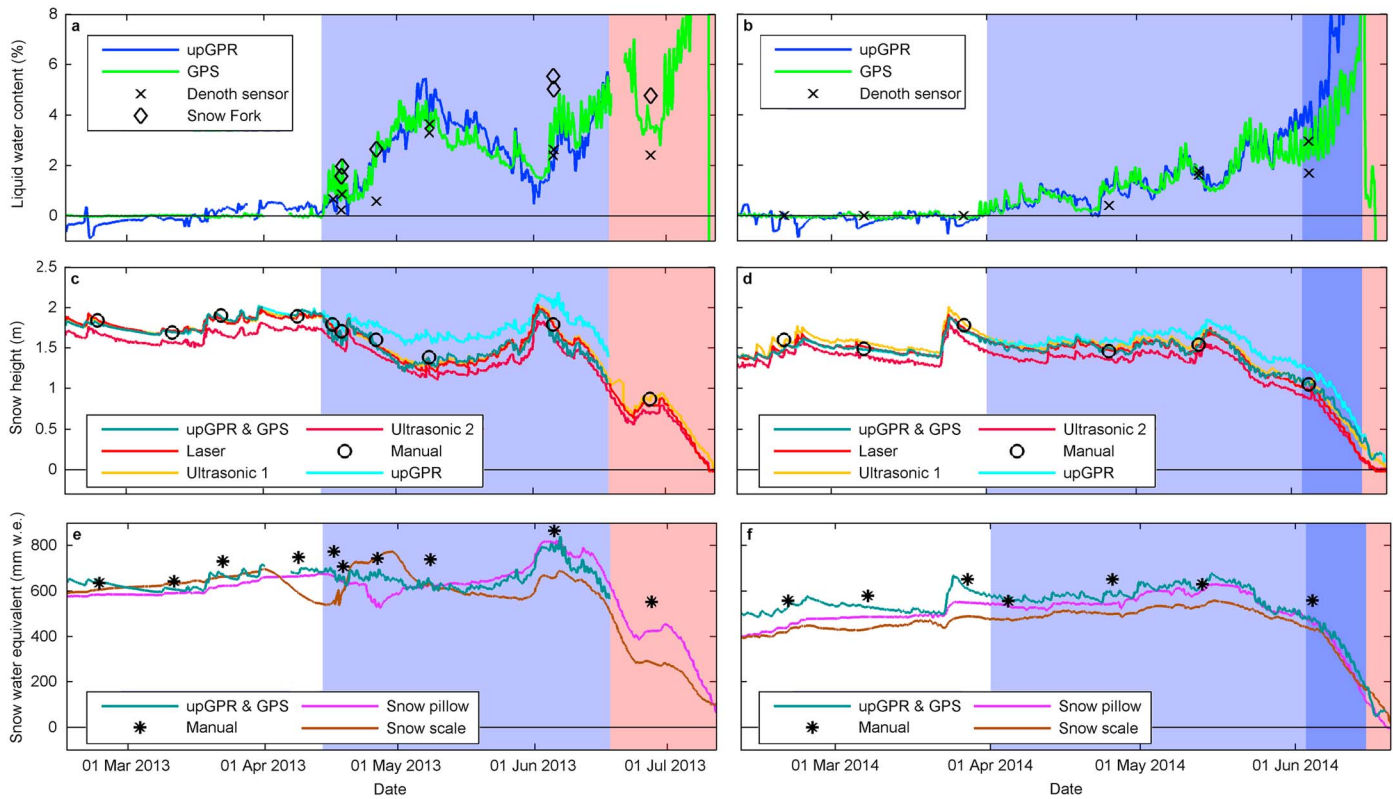 a
upGPR
GPS
Denoth sensor
Snow Fork
Liquid water content (%)
8
6
4
2
0
b
upGPR
GPS
Denoth sensor
c
Snow height (m)
2.5
2
1.5
1
0.5
0
upGPR & GPS
Laser
Ultrasonic 1
Ultrasonic 2
Manual
upGPR
d
upGPR & GPS
Laser
Ultrasonic 1
Ultrasonic 2
Manual
upGPR
e
Snow water equivalent (mm w.e.)
800
600
400
200
0
upGPR & GPS
Manual
Snow pillow
Snow scale
f
upGPR & GPS
Manual
Snow pillow
Snow scale
01 Mar 2013
01 Apr 2013
01 May 2013
01 Jun 2013
01 Jul 2013
Date
01 Mar 2014
01 Apr 2014
01 May 2014
01 Jun 2014
Date